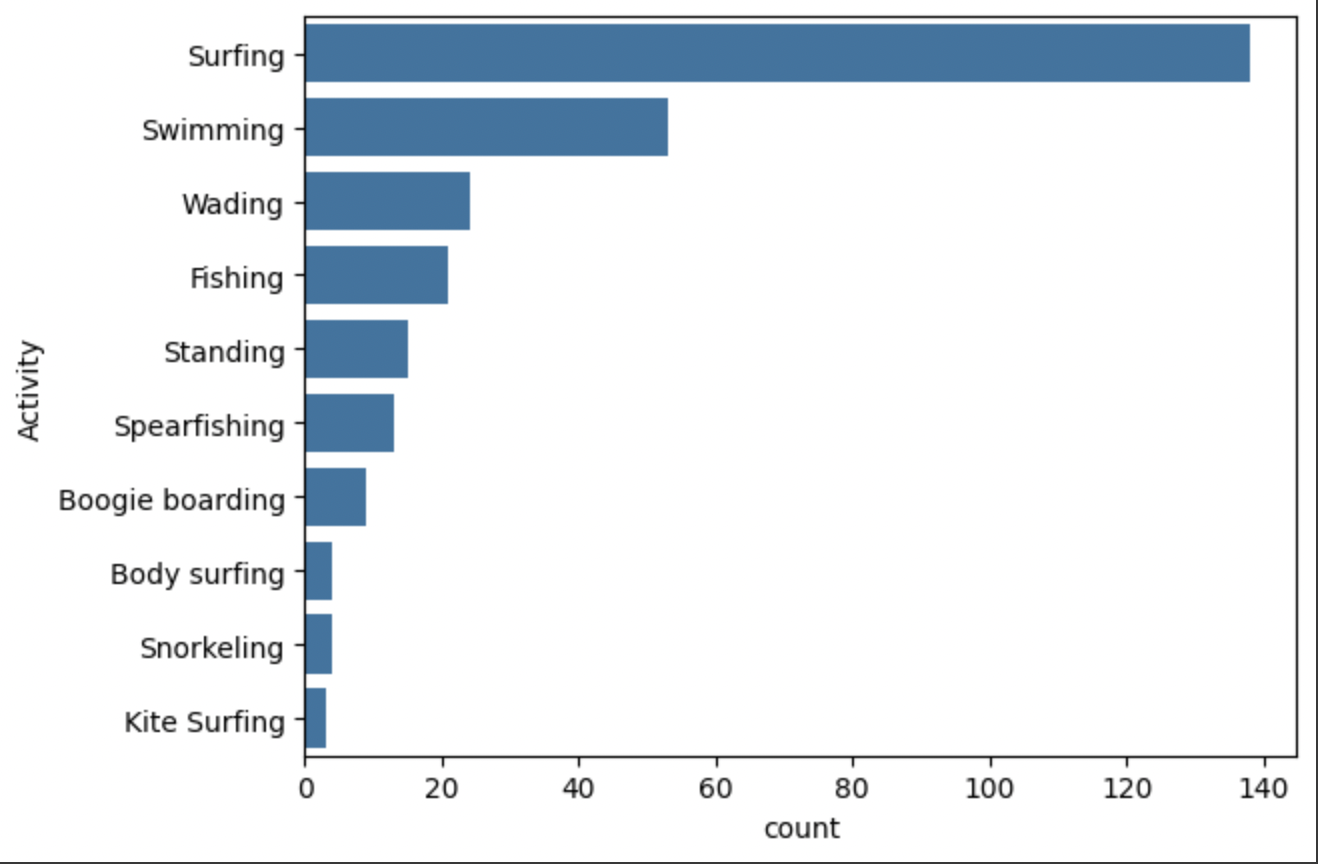 Surfing
Swimming
Wading
Fishing
Standing
Spearfishing
Boogie boarding
Body surfing
Snorkeling
Kite Surfing
Activity
0 20 40 60 80 100 120 140
count